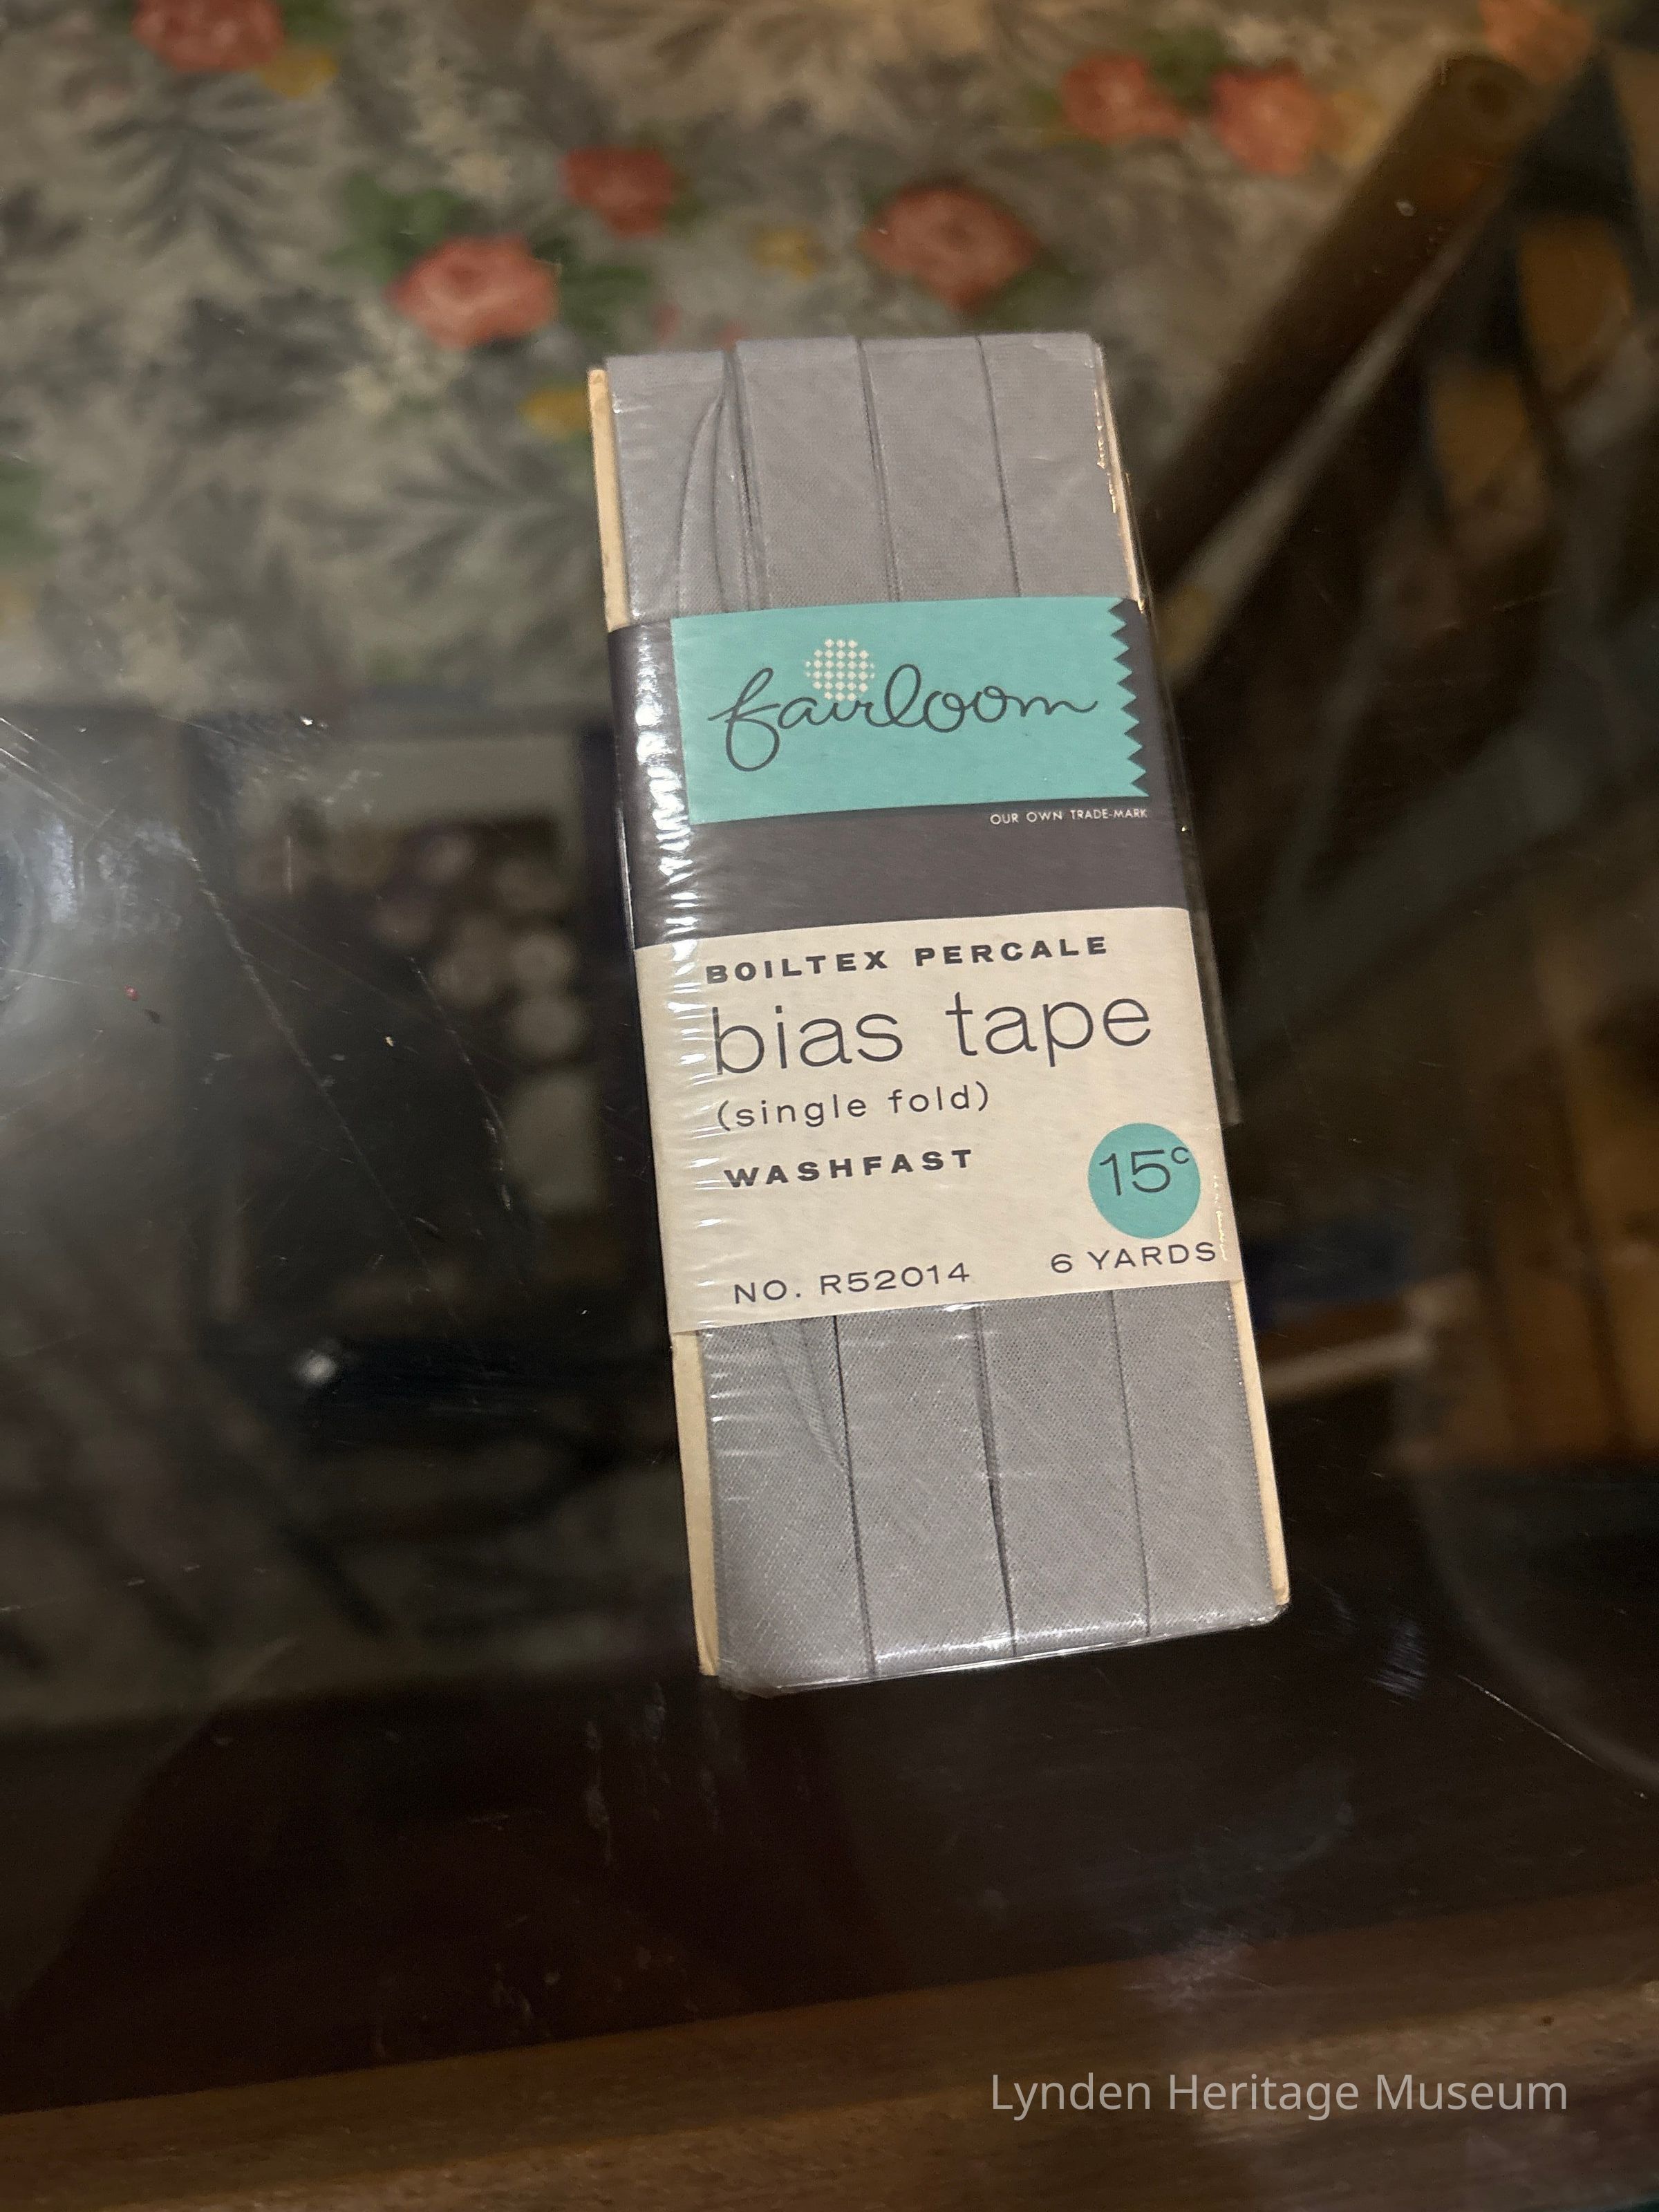 fairloom
OUR OWN TRADE-MARK
BOILTEX PERCALE
bias tape
(single fold)
WASHFAST
15c
NO. R52014 6 YARDS
Lynden Heritage Museum